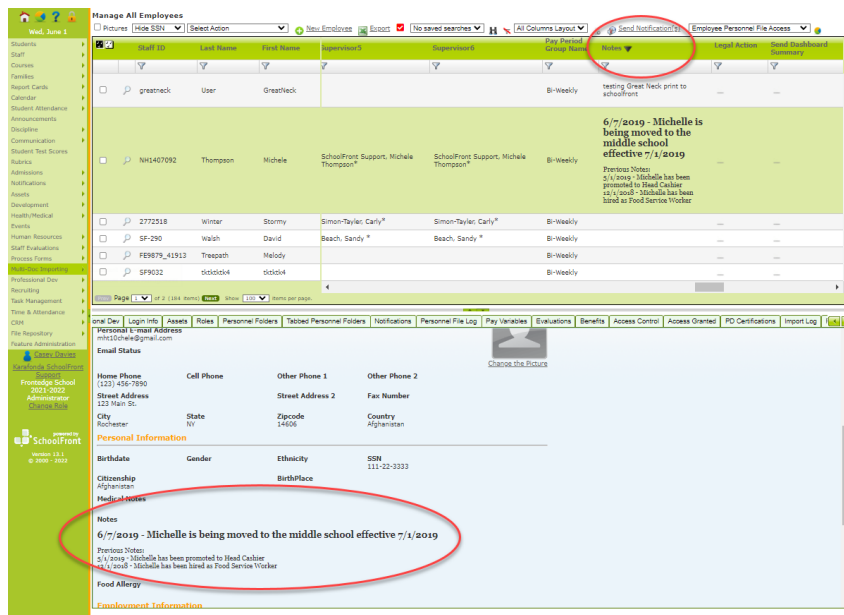 Manage All Employees
Wed, June 1
Pictures Hide SSN Select Action New Employee Export No saved searches All Columns Layout Send Notification(s) Employee Personnel File Access
Students
Staff
Courses
Families
Report Cards
Calendar
Student Attendance
Announcements
Discipline
Communication
Student Test Scores
Rubrics
Admissions
Notifications
Assets
Development
Health/Medical
Events
Human Resources
Staff Evaluations
Process Forms
Multi-Doc Importing
Professional Dev
Recruiting
Task Management
Time & Attendance
CRM
File Repository
Feature Administration
Casey Davies
Karafonda SchoolFront
Support
Frontedge School
2021-2022
Administrator
Change Role
powered by
SchoolFront
Version 13.1
© 2000 - 2022
Staff ID Last Name First Name Supervisor5 Supervisor6 Pay Period Group Name Notes Legal Action Send Dashboard Summary
greatneck User GreatNeck Bi-Weekly testing Great Neck print to
schoolfront
6/7/2019 - Michelle is
being moved to the
middle school
effective 7/1/2019
NH1407092 Thompson Michele SchoolFront Support, Michele Thompson* SchoolFront Support, Michele Thompson* Bi-Weekly
Previous Notes:
5/1/2019 - Michelle has been
promoted to Head Cashier
12/1/2018 - Michelle has been
hired as Food Service Worker
2772518 Winter Stormy Simon-Tayler, Carly* Simon-Tayler, Carly* Bi-Weekly
SF-290 Walsh David Beach, Sandy * Beach, Sandy * Bi-Weekly
FE9879_41913 Treepath Melody Bi-Weekly
SF9032 tktktktk4 tktktk4 Bi-Weekly
Page 1 of 2 (184 items) Next Show 100 items per page.
onal Dev Login Info Assets Roles Personnel Folders Tabbed Personnel Folders Notifications Personnel File Log Pay Variables Evaluations Benefits Access Control Access Granted PD Certifications Import Log
Personal E-mail Address
mht10chele@gmail.com
Email Status
Change the Picture
Home Phone Cell Phone Other Phone 1 Other Phone 2
(123) 456-7890
Street Address Street Address 2 Fax Number
123 Main St.
City State Zipcode Country
Rochester NY 14606 Afghanistan
Personal Information
Birthdate Gender Ethnicity SSN
111-22-3333
Citizenship BirthPlace
Afghanistan
Medical Notes
Notes
6/7/2019 - Michelle is being moved to the middle school effective 7/1/2019
Previous Notes:
5/1/2019 - Michelle has been promoted to Head Cashier
12/1/2018 - Michelle has been hired as Food Service Worker
Food Allergy
Employment Information